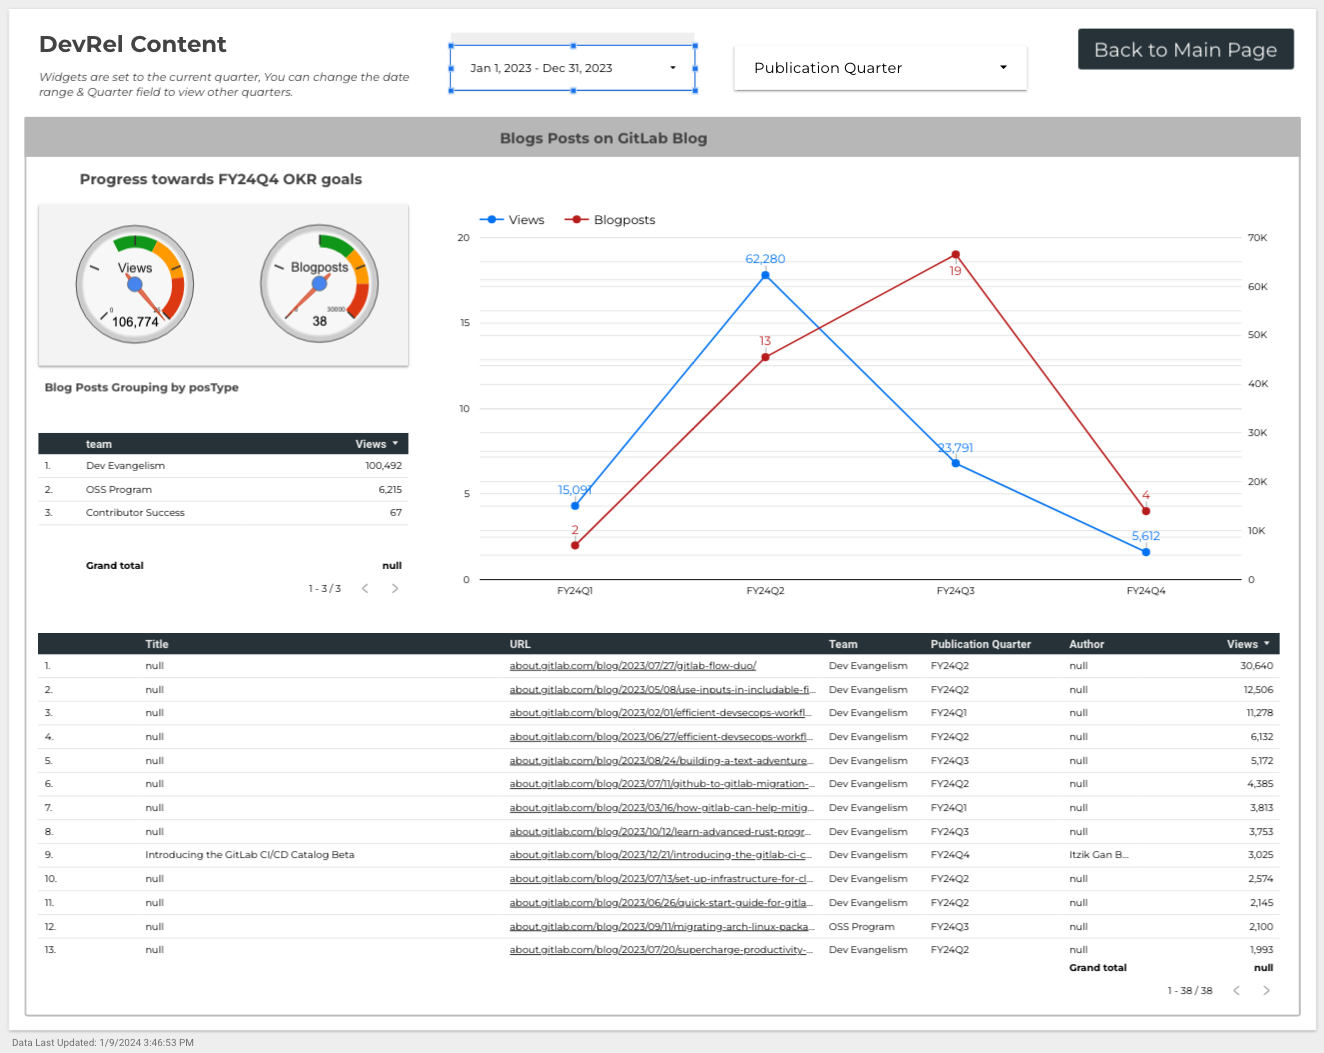 DevRel Content
Widgets are set to the current quarter, You can change the date
range & Quarter field to view other quarters.
Jan 1, 2023 - Dec 31, 2023
Publication Quarter
Back to Main Page
Blogs Posts on GitLab Blog
Progress towards FY24Q4 OKR goals
Views
0
106,774
Blogposts
30000
38
Blog Posts Grouping by posType
team Views
1. Dev Evangelism 100,492
2. OSS Program 6,215
3. Contributor Success 67
Grand total null
1 - 3 / 3
Views Blogposts
20 70K
62,280
19
60K
15 50K
13
40K
10
30K
23,791
15,091
5 20K
4
2
10K
5,612
0 0
FY24Q1 FY24Q2 FY24Q3 FY24Q4
Title URL Team Publication Quarter Author Views
1. null about.gitlab.com/blog/2023/07/27/gitlab-flow-duo/ Dev Evangelism FY24Q2 null 30,640
2. null about.gitlab.com/blog/2023/05/08/use-inputs-in-includable-fi... Dev Evangelism FY24Q2 null 12,506
3. null about.gitlab.com/blog/2023/02/01/efficient-devsecops-workfl... Dev Evangelism FY24Q1 null 11,278
4. null about.gitlab.com/blog/2023/06/27/efficient-devsecops-workfl... Dev Evangelism FY24Q2 null 6,132
5. null about.gitlab.com/blog/2023/08/24/building-a-text-adventure... Dev Evangelism FY24Q3 null 5,172
6. null about.gitlab.com/blog/2023/07/11/github-to-gitlab-migration-... Dev Evangelism FY24Q2 null 4,385
7. null about.gitlab.com/blog/2023/03/16/how-gitlab-can-help-mitig... Dev Evangelism FY24Q1 null 3,813
8. null about.gitlab.com/blog/2023/10/12/learn-advanced-rust-progr... Dev Evangelism FY24Q3 null 3,753
9. Introducing the GitLab CI/CD Catalog Beta about.gitlab.com/blog/2023/12/21/introducing-the-gitlab-ci-c... Dev Evangelism FY24Q4 Itzik Gan B... 3,025
10. null about.gitlab.com/blog/2023/07/13/set-up-infrastructure-for-cl... Dev Evangelism FY24Q2 null 2,574
11. null about.gitlab.com/blog/2023/06/26/quick-start-guide-for-gitla... Dev Evangelism FY24Q2 null 2,145
12. null about.gitlab.com/blog/2023/09/11/migrating-arch-linux-packa... OSS Program FY24Q3 null 2,100
13. null about.gitlab.com/blog/2023/07/20/supercharge-productivity-... Dev Evangelism FY24Q2 null 1,993
Grand total null
1 - 38 / 38
Data Last Updated: 1/9/2024 3:46:53 PM